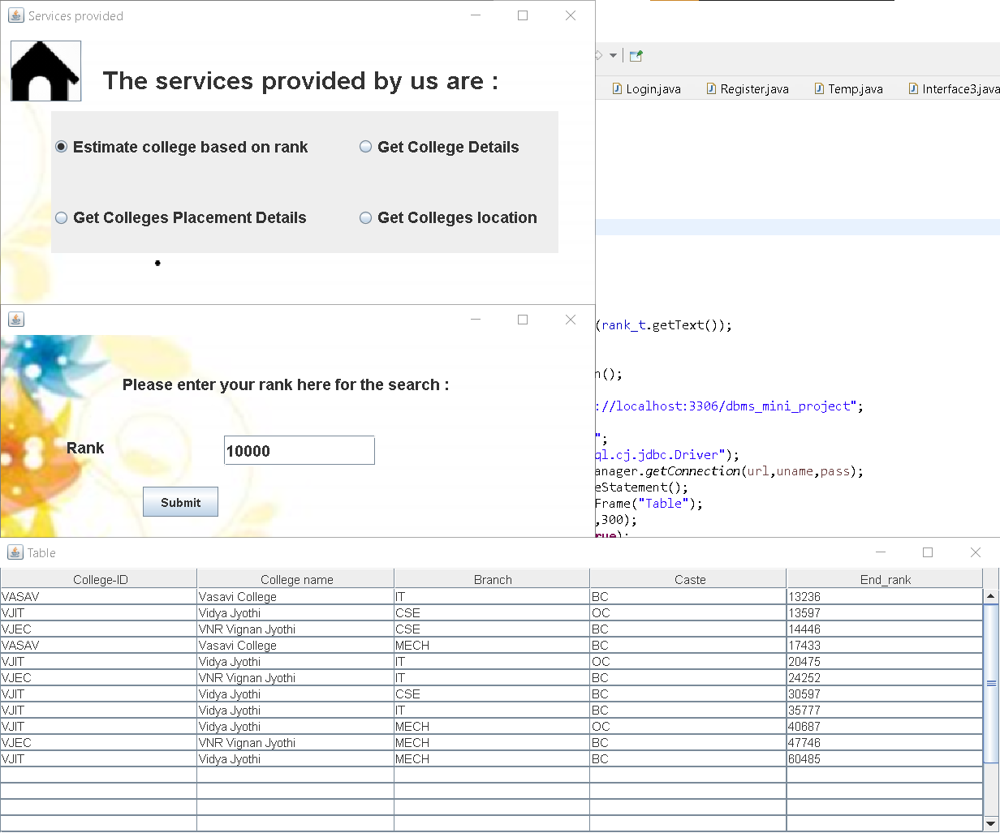 Services provided
The services provided by us are :
Estimate college based on rank
Get College Details
Get Colleges Placement Details
Get Colleges location
Login.java
Register.java
Temp.java
Interface3.java
(rank_t.getText());
n();
://localhost:3306/dbms_mini_project";
";
ql.cj.jdbc.Driver");
anager.getConnection(url,uname,pass);
eStatement();
Frame("Table");
,300);
rue);
Please enter your rank here for the search :
Rank
10000
Submit
Table
College-ID College name Branch Caste End_rank
VASAV Vasavi College IT BC 13236
VJIT Vidya Jyothi CSE OC 13597
VJEC VNR Vignan Jyothi CSE BC 14446
VASAV Vasavi College MECH BC 17433
VJIT Vidya Jyothi IT OC 20475
VJEC VNR Vignan Jyothi IT BC 24252
VJIT Vidya Jyothi CSE BC 30597
VJIT Vidya Jyothi IT BC 35777
VJIT Vidya Jyothi MECH OC 40687
VJEC VNR Vignan Jyothi MECH BC 47746
VJIT Vidya Jyothi MECH BC 60485